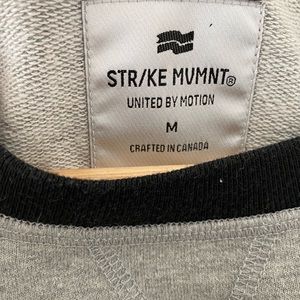 STR/KE MVMNT®
UNITED BY MOTION
M
CRAFTED IN CANADA